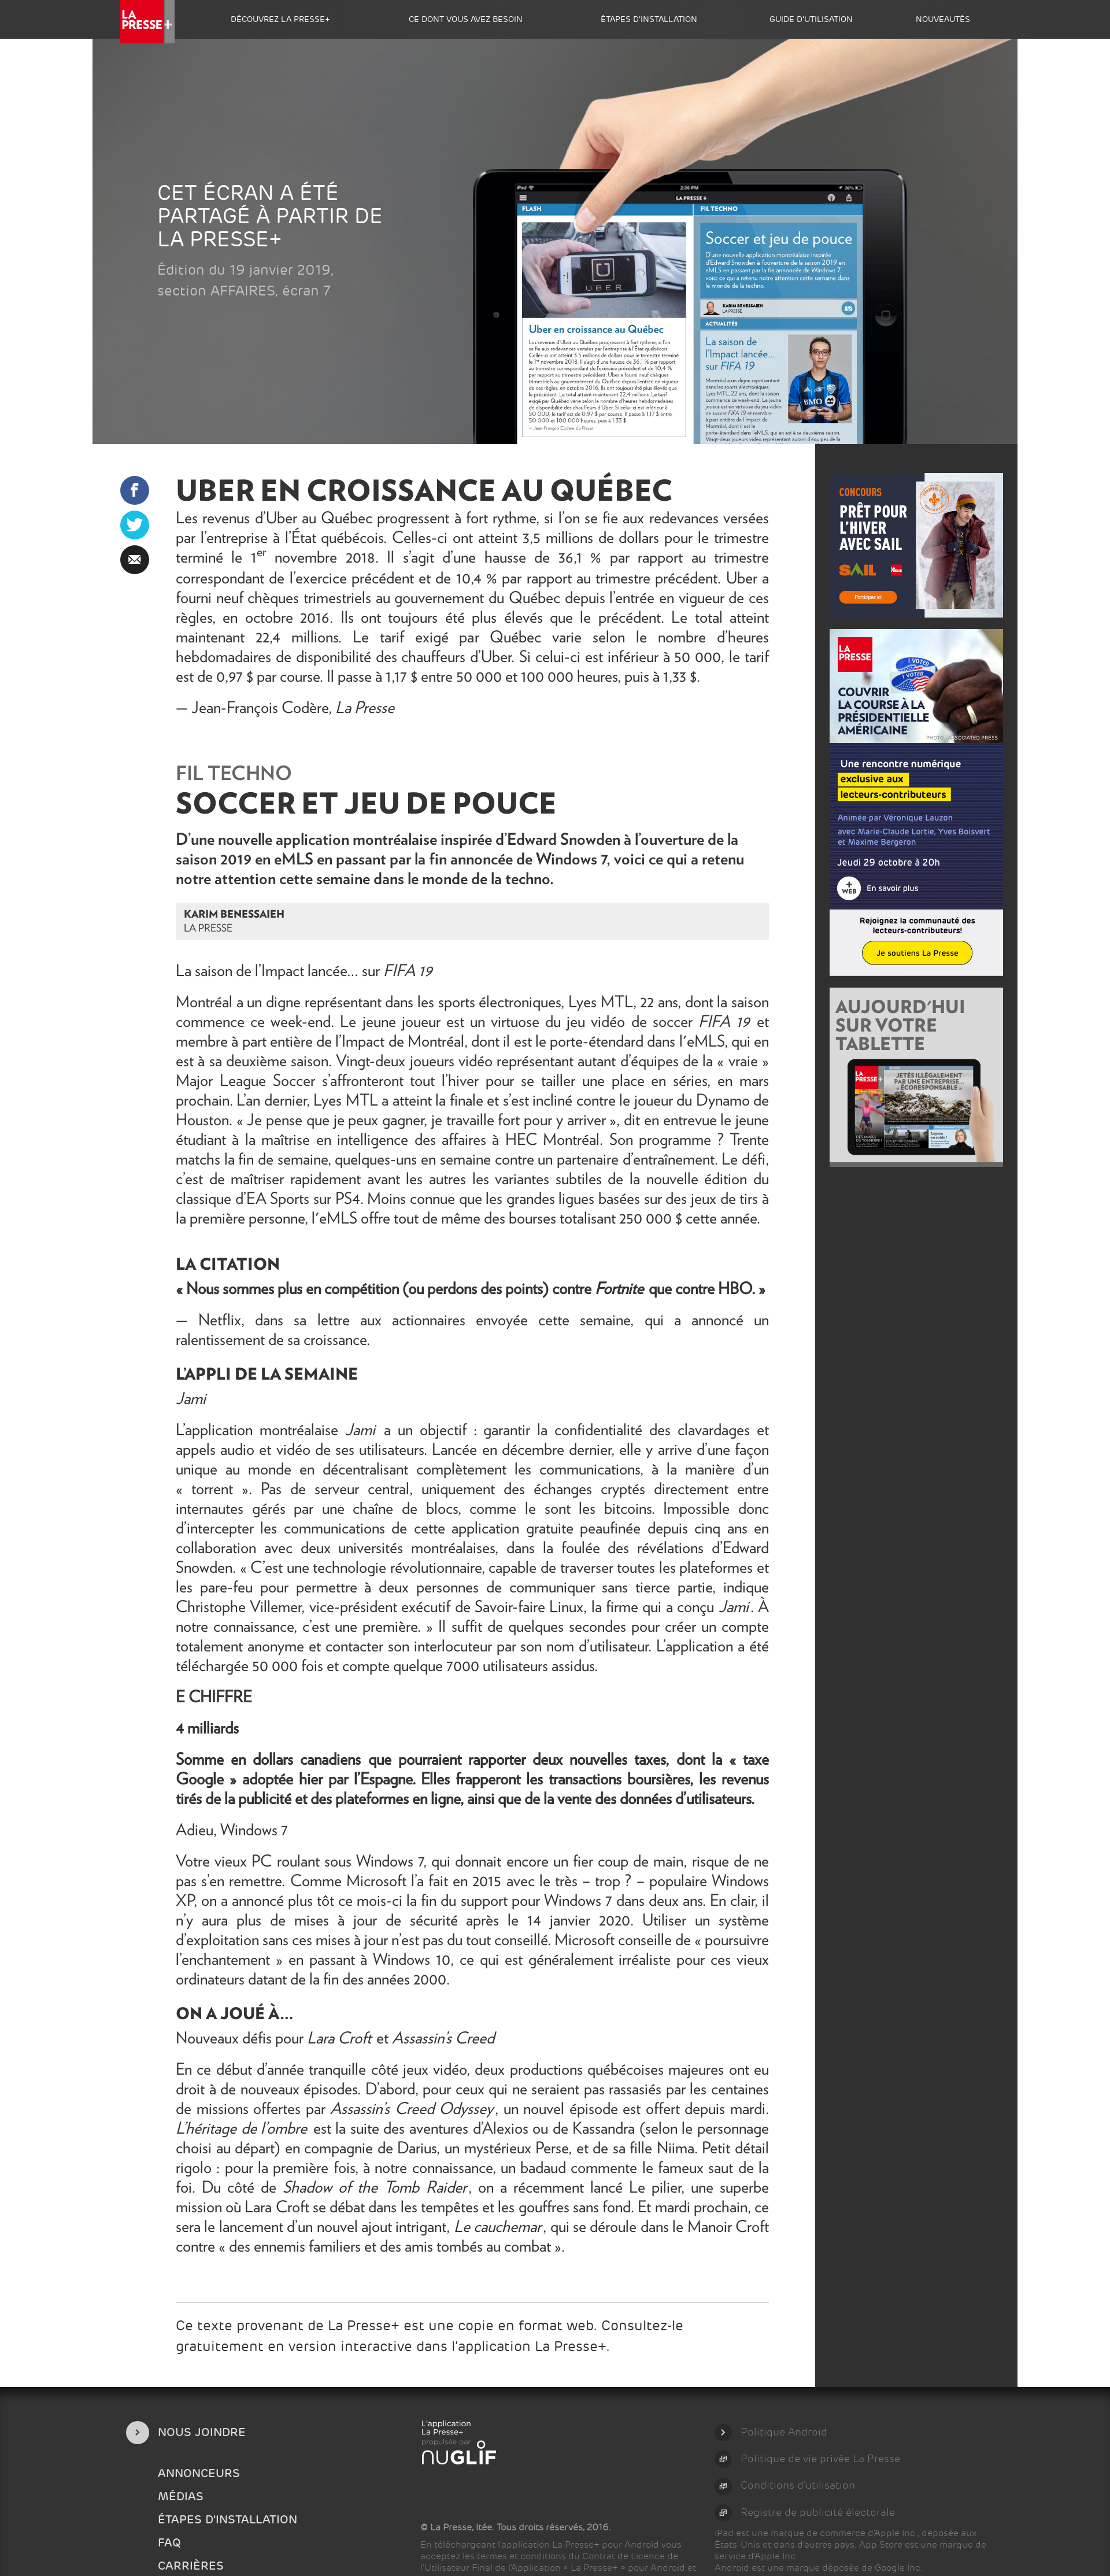 LA
PRESSE+
DÉCOUVREZ LA PRESSE+
CE DONT VOUS AVEZ BESOIN
ÉTAPES D'INSTALLATION
GUIDE D'UTILISATION
NOUVEAUTÉS
CET ÉCRAN A ÉTÉ
PARTAGÉ À PARTIR DE
LA PRESSE+
Édition du 19 janvier 2019,
section AFFAIRES, écran 7
iPad
2:36 PM
LA PRESSE +
FLASH
FIL TECHNO
UBER
Uber en croissance au Québec
Soccer et jeu de pouce
D'une nouvelle application montréalaise inspirée
d'Edward Snowden à l'ouverture de la saison 2019 en
eMLS en passant par la fin annoncée de Windows 7,
voici ce qui a retenu notre attention cette semaine dans
le monde de la techno.
KARIM BENESSAIEH
LA PRESSE
ACTUALITÉS
La saison de
l'Impact lancée…
sur FIFA 19
UBER EN CROISSANCE AU QUÉBEC
Les revenus d'Uber au Québec progressent à fort rythme, si l'on se fie aux redevances versées
par l'entreprise à l'État québécois. Celles-ci ont atteint 3,5 millions de dollars pour le trimestre
terminé le 1er novembre 2018. Il s'agit d'une hausse de 36,1 % par rapport au trimestre
correspondant de l'exercice précédent et de 10,4 % par rapport au trimestre précédent. Uber a
fourni neuf chèques trimestriels au gouvernement du Québec depuis l'entrée en vigueur de ces
règles, en octobre 2016. Ils ont toujours été plus élevés que le précédent. Le total atteint
maintenant 22,4 millions. Le tarif exigé par Québec varie selon le nombre d'heures
hebdomadaires de disponibilité des chauffeurs d'Uber. Si celui-ci est inférieur à 50 000, le tarif
est de 0,97 $ par course. Il passe à 1,17 $ entre 50 000 et 100 000 heures, puis à 1,33 $.
— Jean-François Codère, La Presse
FIL TECHNO
SOCCER ET JEU DE POUCE
D'une nouvelle application montréalaise inspirée d'Edward Snowden à l'ouverture de la
saison 2019 en eMLS en passant par la fin annoncée de Windows 7, voici ce qui a retenu
notre attention cette semaine dans le monde de la techno.
KARIM BENESSAIEH
LA PRESSE
La saison de l'Impact lancée… sur FIFA 19
Montréal a un digne représentant dans les sports électroniques, Lyes MTL, 22 ans, dont la saison
commence ce week-end. Le jeune joueur est un virtuose du jeu vidéo de soccer FIFA 19 et
membre à part entière de l'Impact de Montréal, dont il est le porte-étendard dans l'eMLS, qui en
est à sa deuxième saison. Vingt-deux joueurs vidéo représentant autant d'équipes de la « vraie »
Major League Soccer s'affronteront tout l'hiver pour se tailler une place en séries, en mars
prochain. L'an dernier, Lyes MTL a atteint la finale et s'est incliné contre le joueur du Dynamo de
Houston. « Je pense que je peux gagner, je travaille fort pour y arriver », dit en entrevue le jeune
étudiant à la maîtrise en intelligence des affaires à HEC Montréal. Son programme ? Trente
matchs la fin de semaine, quelques-uns en semaine contre un partenaire d'entraînement. Le défi,
c'est de maîtriser rapidement avant les autres les variantes subtiles de la nouvelle édition du
classique d'EA Sports sur PS4. Moins connue que les grandes ligues basées sur des jeux de tirs à
la première personne, l'eMLS offre tout de même des bourses totalisant 250 000 $ cette année.
LA CITATION
« Nous sommes plus en compétition (ou perdons des points) contre Fortnite que contre HBO. »
— Netflix, dans sa lettre aux actionnaires envoyée cette semaine, qui a annoncé un
ralentissement de sa croissance.
L'APPLI DE LA SEMAINE
Jami
L'application montréalaise Jami a un objectif : garantir la confidentialité des clavardages et
appels audio et vidéo de ses utilisateurs. Lancée en décembre dernier, elle y arrive d'une façon
unique au monde en décentralisant complètement les communications, à la manière d'un
« torrent ». Pas de serveur central, uniquement des échanges cryptés directement entre
internautes gérés par une chaîne de blocs, comme le sont les bitcoins. Impossible donc
d'intercepter les communications de cette application gratuite peaufinée depuis cinq ans en
collaboration avec deux universités montréalaises, dans la foulée des révélations d'Edward
Snowden. « C'est une technologie révolutionnaire, capable de traverser toutes les plateformes et
les pare-feu pour permettre à deux personnes de communiquer sans tierce partie, indique
Christophe Villemer, vice-président exécutif de Savoir-faire Linux, la firme qui a conçu Jami. À
notre connaissance, c'est une première. » Il suffit de quelques secondes pour créer un compte
totalement anonyme et contacter son interlocuteur par son nom d'utilisateur. L'application a été
téléchargée 50 000 fois et compte quelque 7000 utilisateurs assidus.
E CHIFFRE
4 milliards
Somme en dollars canadiens que pourraient rapporter deux nouvelles taxes, dont la « taxe
Google » adoptée hier par l'Espagne. Elles frapperont les transactions boursières, les revenus
tirés de la publicité et des plateformes en ligne, ainsi que de la vente des données d'utilisateurs.
Adieu, Windows 7
Votre vieux PC roulant sous Windows 7, qui donnait encore un fier coup de main, risque de ne
pas s'en remettre. Comme Microsoft l'a fait en 2015 avec le très – trop ? – populaire Windows
XP, on a annoncé plus tôt ce mois-ci la fin du support pour Windows 7 dans deux ans. En clair, il
n'y aura plus de mises à jour de sécurité après le 14 janvier 2020. Utiliser un système
d'exploitation sans ces mises à jour n'est pas du tout conseillé. Microsoft conseille de « poursuivre
l'enchantement » en passant à Windows 10, ce qui est généralement irréaliste pour ces vieux
ordinateurs datant de la fin des années 2000.
ON A JOUÉ À…
Nouveaux défis pour Lara Croft et Assassin's Creed
En ce début d'année tranquille côté jeux vidéo, deux productions québécoises majeures ont eu
droit à de nouveaux épisodes. D'abord, pour ceux qui ne seraient pas rassasiés par les centaines
de missions offertes par Assassin's Creed Odyssey, un nouvel épisode est offert depuis mardi.
L'héritage de l'ombre est la suite des aventures d'Alexios ou de Kassandra (selon le personnage
choisi au départ) en compagnie de Darius, un mystérieux Perse, et de sa fille Niima. Petit détail
rigolo : pour la première fois, à notre connaissance, un badaud commente le fameux saut de la
foi. Du côté de Shadow of the Tomb Raider, on a récemment lancé Le pilier, une superbe
mission où Lara Croft se débat dans les tempêtes et les gouffres sans fond. Et mardi prochain, ce
sera le lancement d'un nouvel ajout intrigant, Le cauchemar, qui se déroule dans le Manoir Croft
contre « des ennemis familiers et des amis tombés au combat ».
Ce texte provenant de La Presse+ est une copie en format web. Consultez-le
gratuitement en version interactive dans l'application La Presse+.
CONCOURS
PRÊT POUR
L'HIVER
AVEC SAIL
SAIL
Participez ici
LA
PRESSE
I VOTED
COUVRIR
LA COURSE À LA
PRÉSIDENTIELLE
AMÉRICAINE
Une rencontre numérique
exclusive aux
lecteurs-contributeurs
Animée par Véronique Lauzon
avec Marie-Claude Lortie, Yves Boisvert
et Maxime Bergeron
Jeudi 29 octobre à 20h
+
WEB
En savoir plus
Rejoignez la communauté des
lecteurs-contributeurs!
Je soutiens La Presse
AUJOURD'HUI
SUR VOTRE
TABLETTE
LA
PRESSE+
JETÉS ILLÉGALEMENT
PAR UNE ENTREPRISE…
« ÉCORESPONSABLE »
NOUS JOINDRE
ANNONCEURS
MÉDIAS
ÉTAPES D'INSTALLATION
FAQ
CARRIÈRES
L'application
La Presse+
propulsée par
nuGLIF
© La Presse, ltée. Tous droits réservés, 2016.
En téléchargeant l'application La Presse+ pour Android vous
acceptez les termes et conditions du Contrat de Licence de
l'Utilisateur Final de l'Application « La Presse+ » pour Android et
Politique Android
Politique de vie privée La Presse
Conditions d'utilisation
Registre de publicité électorale
iPad est une marque de commerce d'Apple Inc., déposée aux
États-Unis et dans d'autres pays. App Store est une marque de
service d'Apple Inc.
Android est une marque déposée de Google Inc.